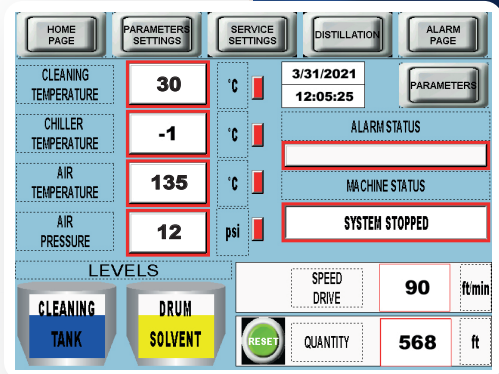 HOME
PAGE
PARAMETERS
SETTINGS
SERVICE
SETTINGS
DISTILLATION
ALARM
PAGE
CLEANING
TEMPERATURE
30
°C
3/31/2021
12:05:25
PARAMETERS
CHILLER
TEMPERATURE
-1
°C
ALARM STATUS
AIR
TEMPERATURE
135
°C
MACHINE STATUS
AIR
PRESSURE
12
psi
SYSTEM STOPPED
LEVELS
CLEANING
TANK
DRUM
SOLVENT
SPEED
DRIVE
90
ft/min
RESET
QUANTITY
568
ft